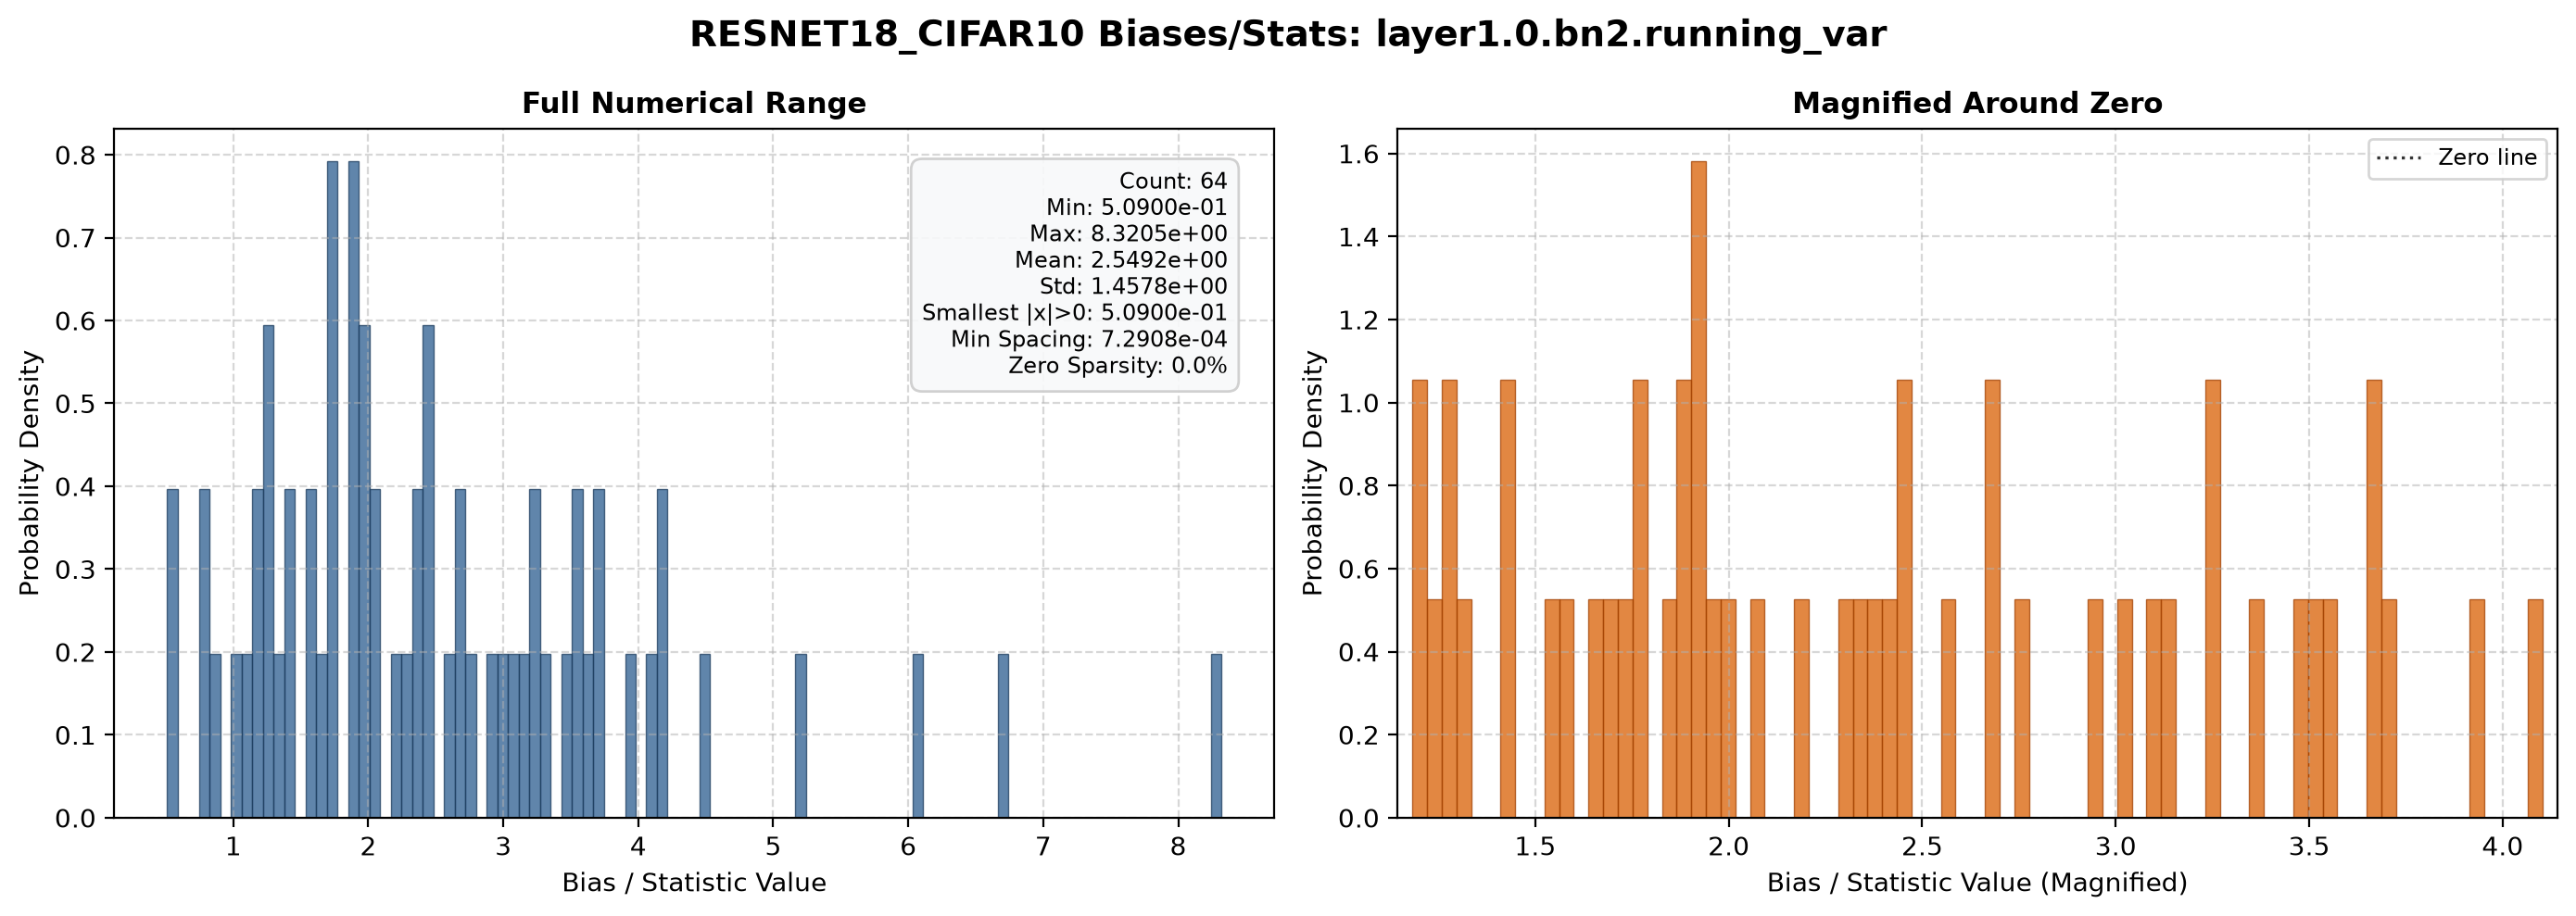 RESNET18_CIFAR10 Biases/Stats: layer1.0.bn2.running_var
Full Numerical Range
Probability Density
0.8
0.7
0.6
0.5
0.4
0.3
0.2
0.1
0.0
Count: 64
Min: 5.0900e-01
Max: 8.3205e+00
Mean: 2.5492e+00
Std: 1.4578e+00
Smallest |x|>0: 5.0900e-01
Min Spacing: 7.2908e-04
Zero Sparsity: 0.0%
1 2 3 4 5 6 7 8
Bias / Statistic Value
Magnified Around Zero
Probability Density
1.6
1.4
1.2
1.0
0.8
0.6
0.4
0.2
0.0
Zero line
1.5 2.0 2.5 3.0 3.5 4.0
Bias / Statistic Value (Magnified)